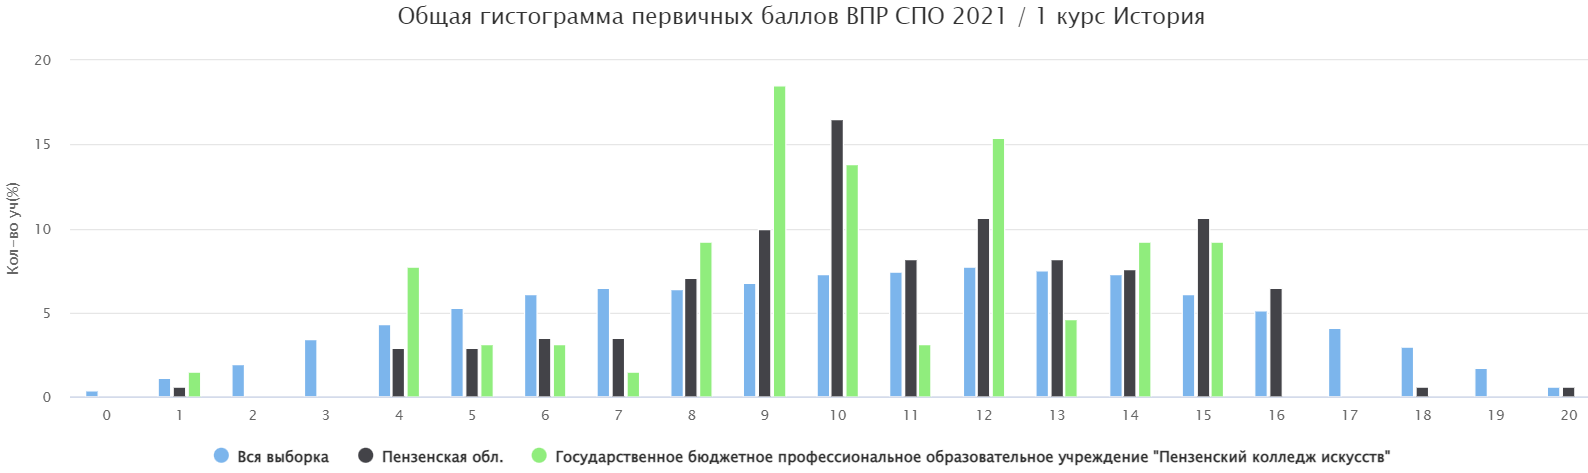 Общая гистограмма первичных баллов ВПР СПО 2021 / 1 курс История
Кол-во уч(%)
20
15
10
5
0
0 1 2 3 4 5 6 7 8 9 10 11 12 13 14 15 16 17 18 19 20
Вся выборка Пензенская обл. Государственное бюджетное профессиональное образовательное учреждение "Пензенский колледж искусств"